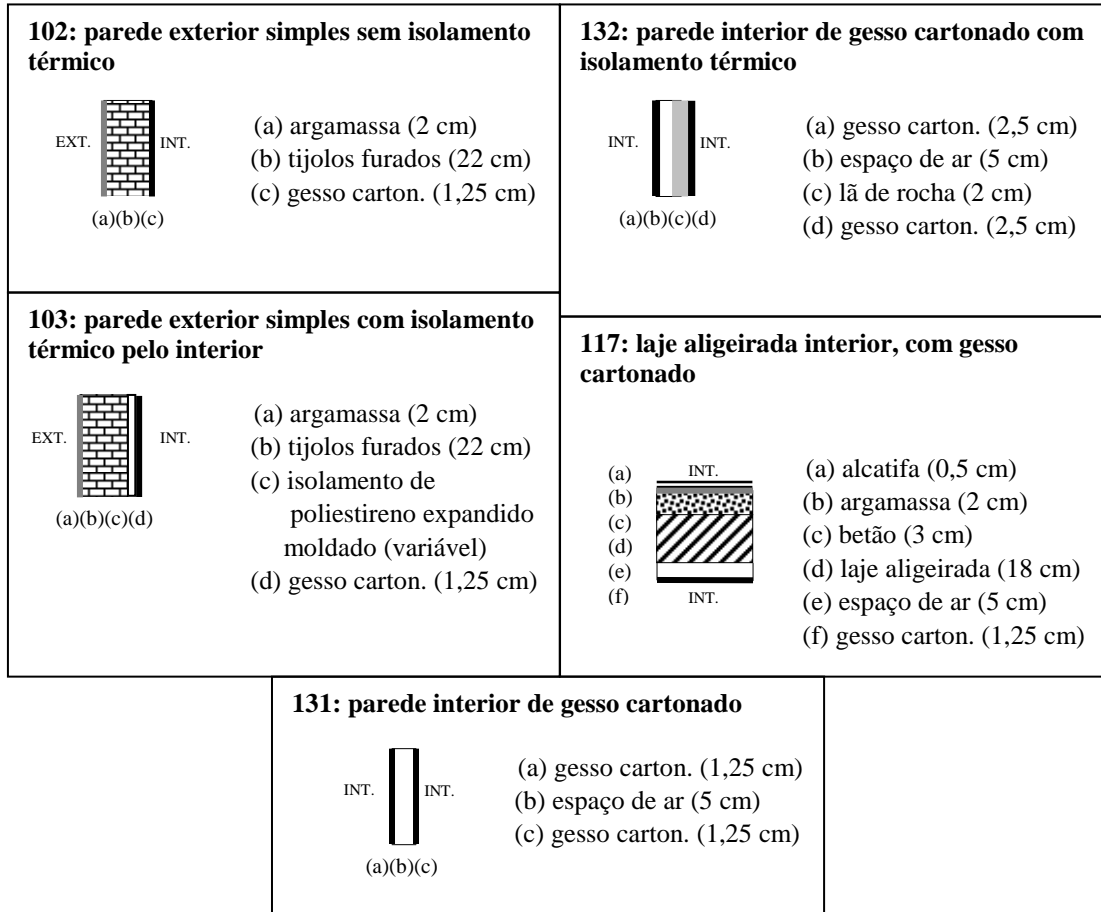 102: parede exterior simples sem isolamento
térmico
EXT.
INT.
(a)(b)(c)
(a) argamassa (2 cm)
(b) tijolos furados (22 cm)
(c) gesso carton. (1,25 cm)
132: parede interior de gesso cartonado com
isolamento térmico
INT.
INT.
(a)(b)(c)(d)
(a) gesso carton. (2,5 cm)
(b) espaço de ar (5 cm)
(c) lã de rocha (2 cm)
(d) gesso carton. (2,5 cm)
103: parede exterior simples com isolamento
térmico pelo interior
EXT.
INT.
(a)(b)(c)(d)
(a) argamassa (2 cm)
(b) tijolos furados (22 cm)
(c) isolamento de
poliestireno expandido
moldado (variável)
(d) gesso carton. (1,25 cm)
117: laje aligeirada interior, com gesso
cartonado
(a)
(b)
(c)
(d)
(e)
(f)
INT.
INT.
(a) alcatifa (0,5 cm)
(b) argamassa (2 cm)
(c) betão (3 cm)
(d) laje aligeirada (18 cm)
(e) espaço de ar (5 cm)
(f) gesso carton. (1,25 cm)
131: parede interior de gesso cartonado
INT.
INT.
(a)(b)(c)
(a) gesso carton. (1,25 cm)
(b) espaço de ar (5 cm)
(c) gesso carton. (1,25 cm)